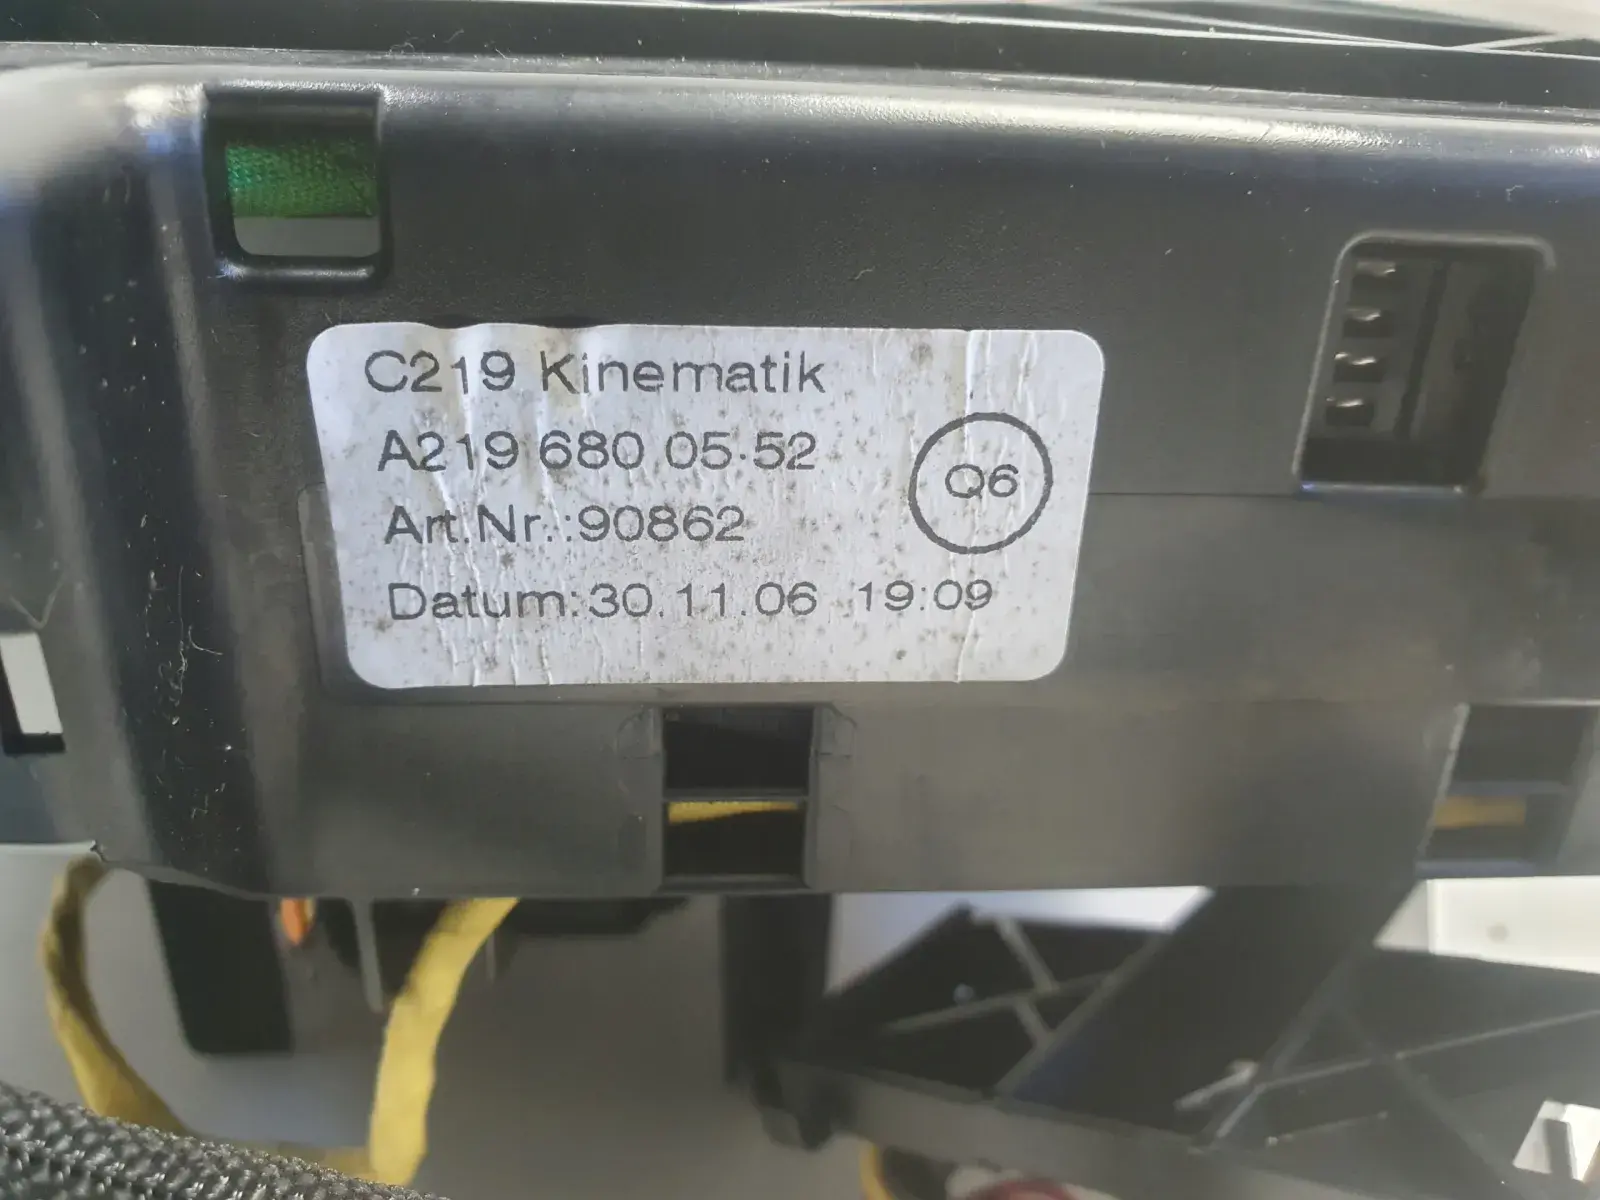 C219 Kinematik
A219 680 05·52
Q6
Art.Nr.:90862
Datum:30.11.06 19:09